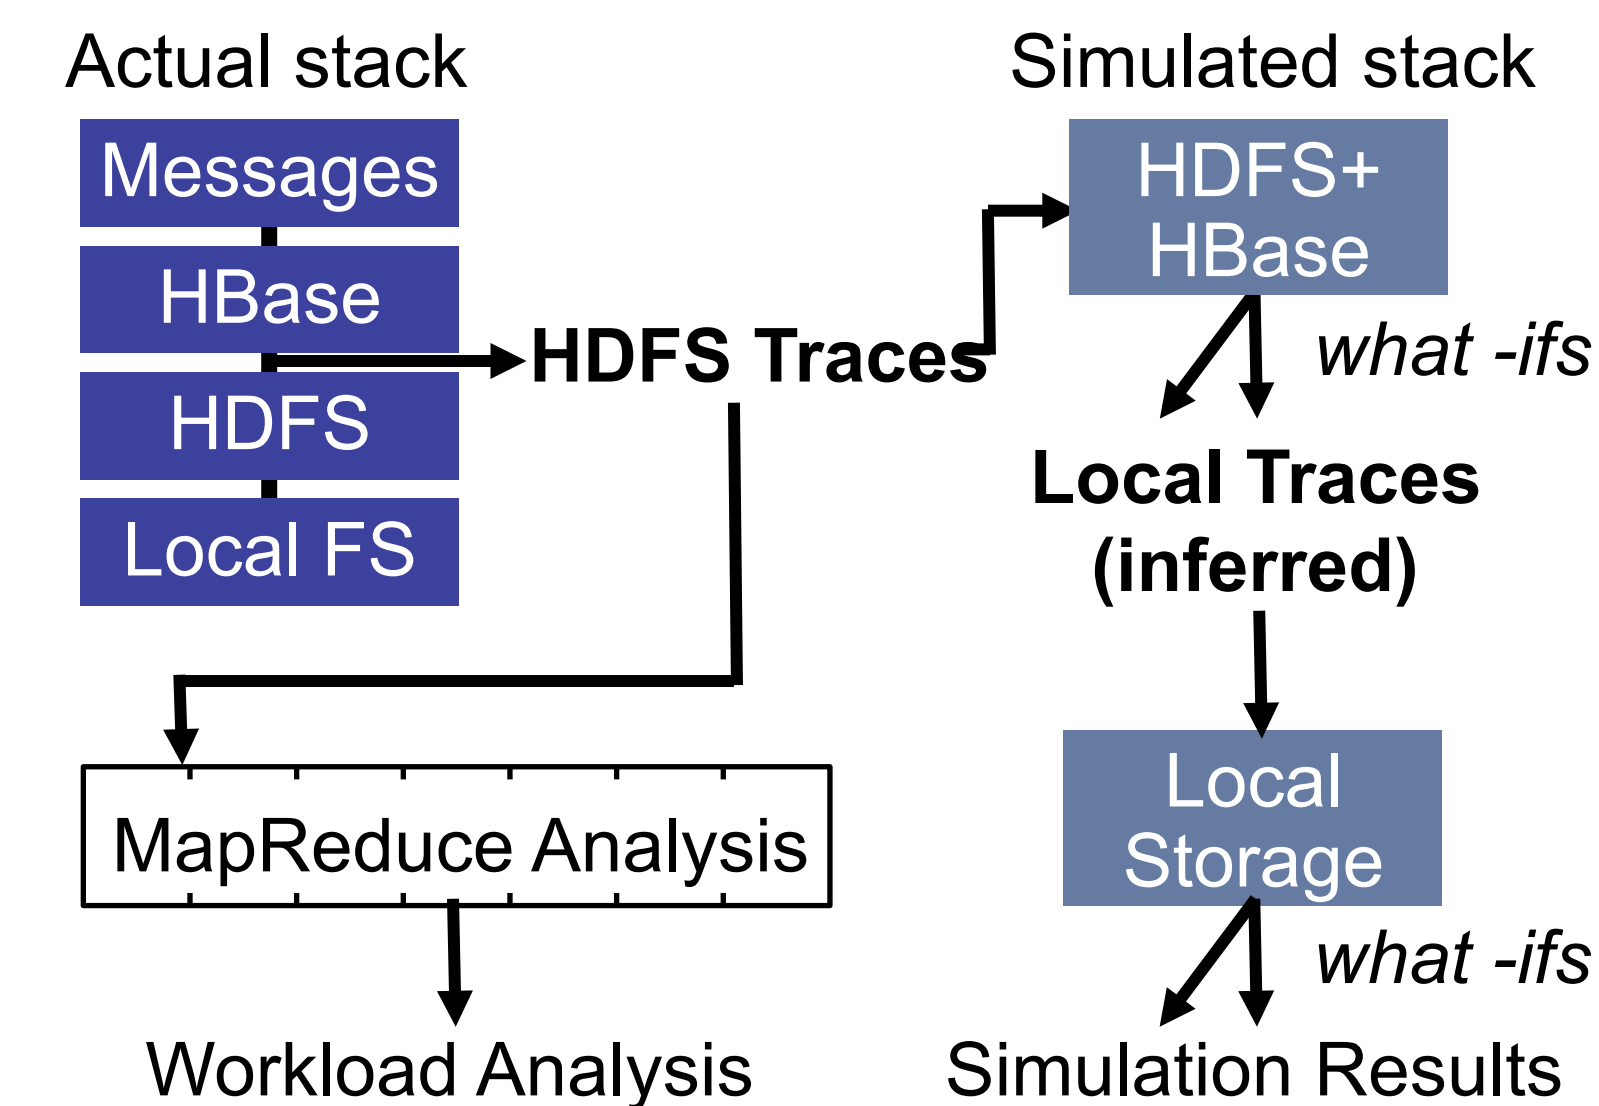 Actual stack
Messages
HBase
HDFS
Local FS
HDFS Traces
MapReduce Analysis
Workload Analysis
Simulated stack
HDFS+
HBase
what -ifs
Local Traces
(inferred)
Local
Storage
what -ifs
Simulation Results